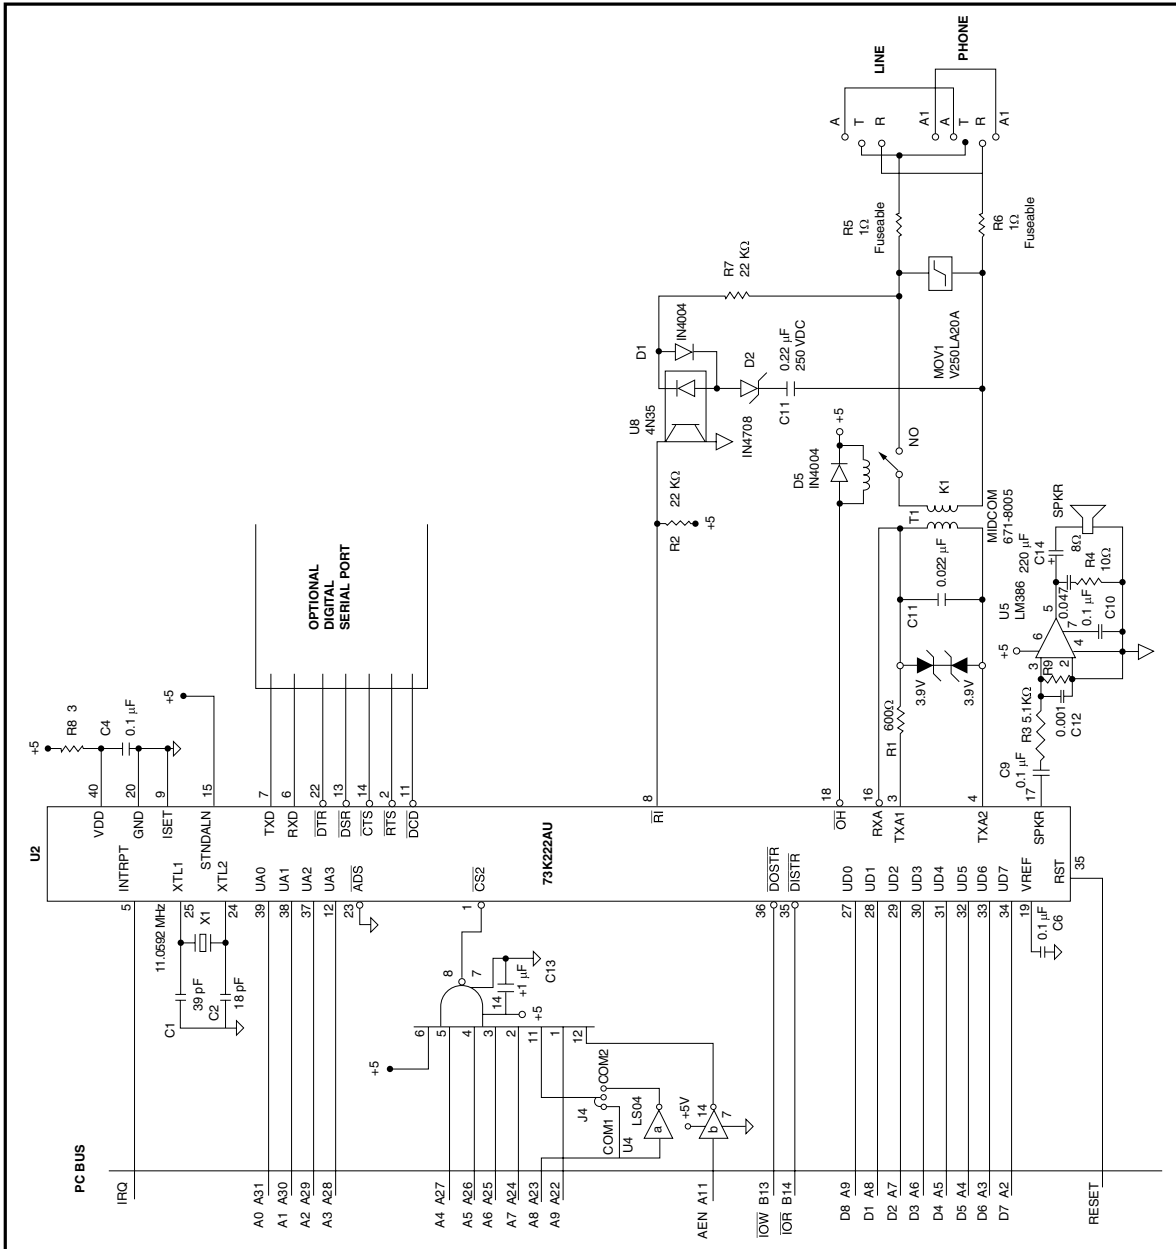 PC BUS
IRQ
A0 A31
A1 A30
A2 A29
A3 A28
A4 A27
A5 A26
A6 A25
A7 A24
A8 A23
A9 A22
AEN A11
IOW B13
IOR B14
D8 A9
D1 A8
D2 A7
D3 A6
D4 A5
D5 A4
D6 A3
D7 A2
RESET
C1
39 pF
C2
18 pF
11.0592 MHz
X1
+5
6
5
4
3
2
11
1
12
14
+5
8
7
+1 µF
C13
J4
COM2
COM1
U4
LS04
a
+5V
14
b
7
5
25
24
39
38
37
12
23
1
36
35
27
28
29
30
31
32
33
34
19
0.1 µF
C6
35
U2
INTRPT
XTL1
XTL2
UA0
UA1
UA2
UA3
ADS
CS2
DOSTR
DISTR
UD0
UD1
UD2
UD3
UD4
UD5
UD6
UD7
VREF
RST
73K222AU
VDD
GND
ISET
STNDALN
TXD
RXD
DTR
DSR
CTS
RTS
DCD
RI
OH
RXA
TXA1
TXA2
SPKR
40
20
9
15
7
6
22
13
14
2
11
8
18
16
3
4
17
+5
R8 3
C4
0.1 µF
+5
OPTIONAL
DIGITAL
SERIAL PORT
R2
22 KΩ
+5
U8
4N35
D1
IN4004
D2
IN4708
C11
0.22 µF
250 VDC
R7
22 KΩ
D5
IN4004
+5
NO
K1
T1
MIDCOM
671-8005
R1
600Ω
3.9V
3.9V
C11
0.022 µF
C9
0.1 µF
R3 5.1KΩ
0.001
C12
R9
+5
3
2
6
4
7
5
U5
LM386
220 µF
C14
+
0.047
0.1 µF
C10
R4
10Ω
8Ω
SPKR
MOV1
V250LA20A
R5
1Ω
Fuseable
R6
1Ω
Fuseable
LINE
A
T
R
PHONE
A1
A
T
R
A1